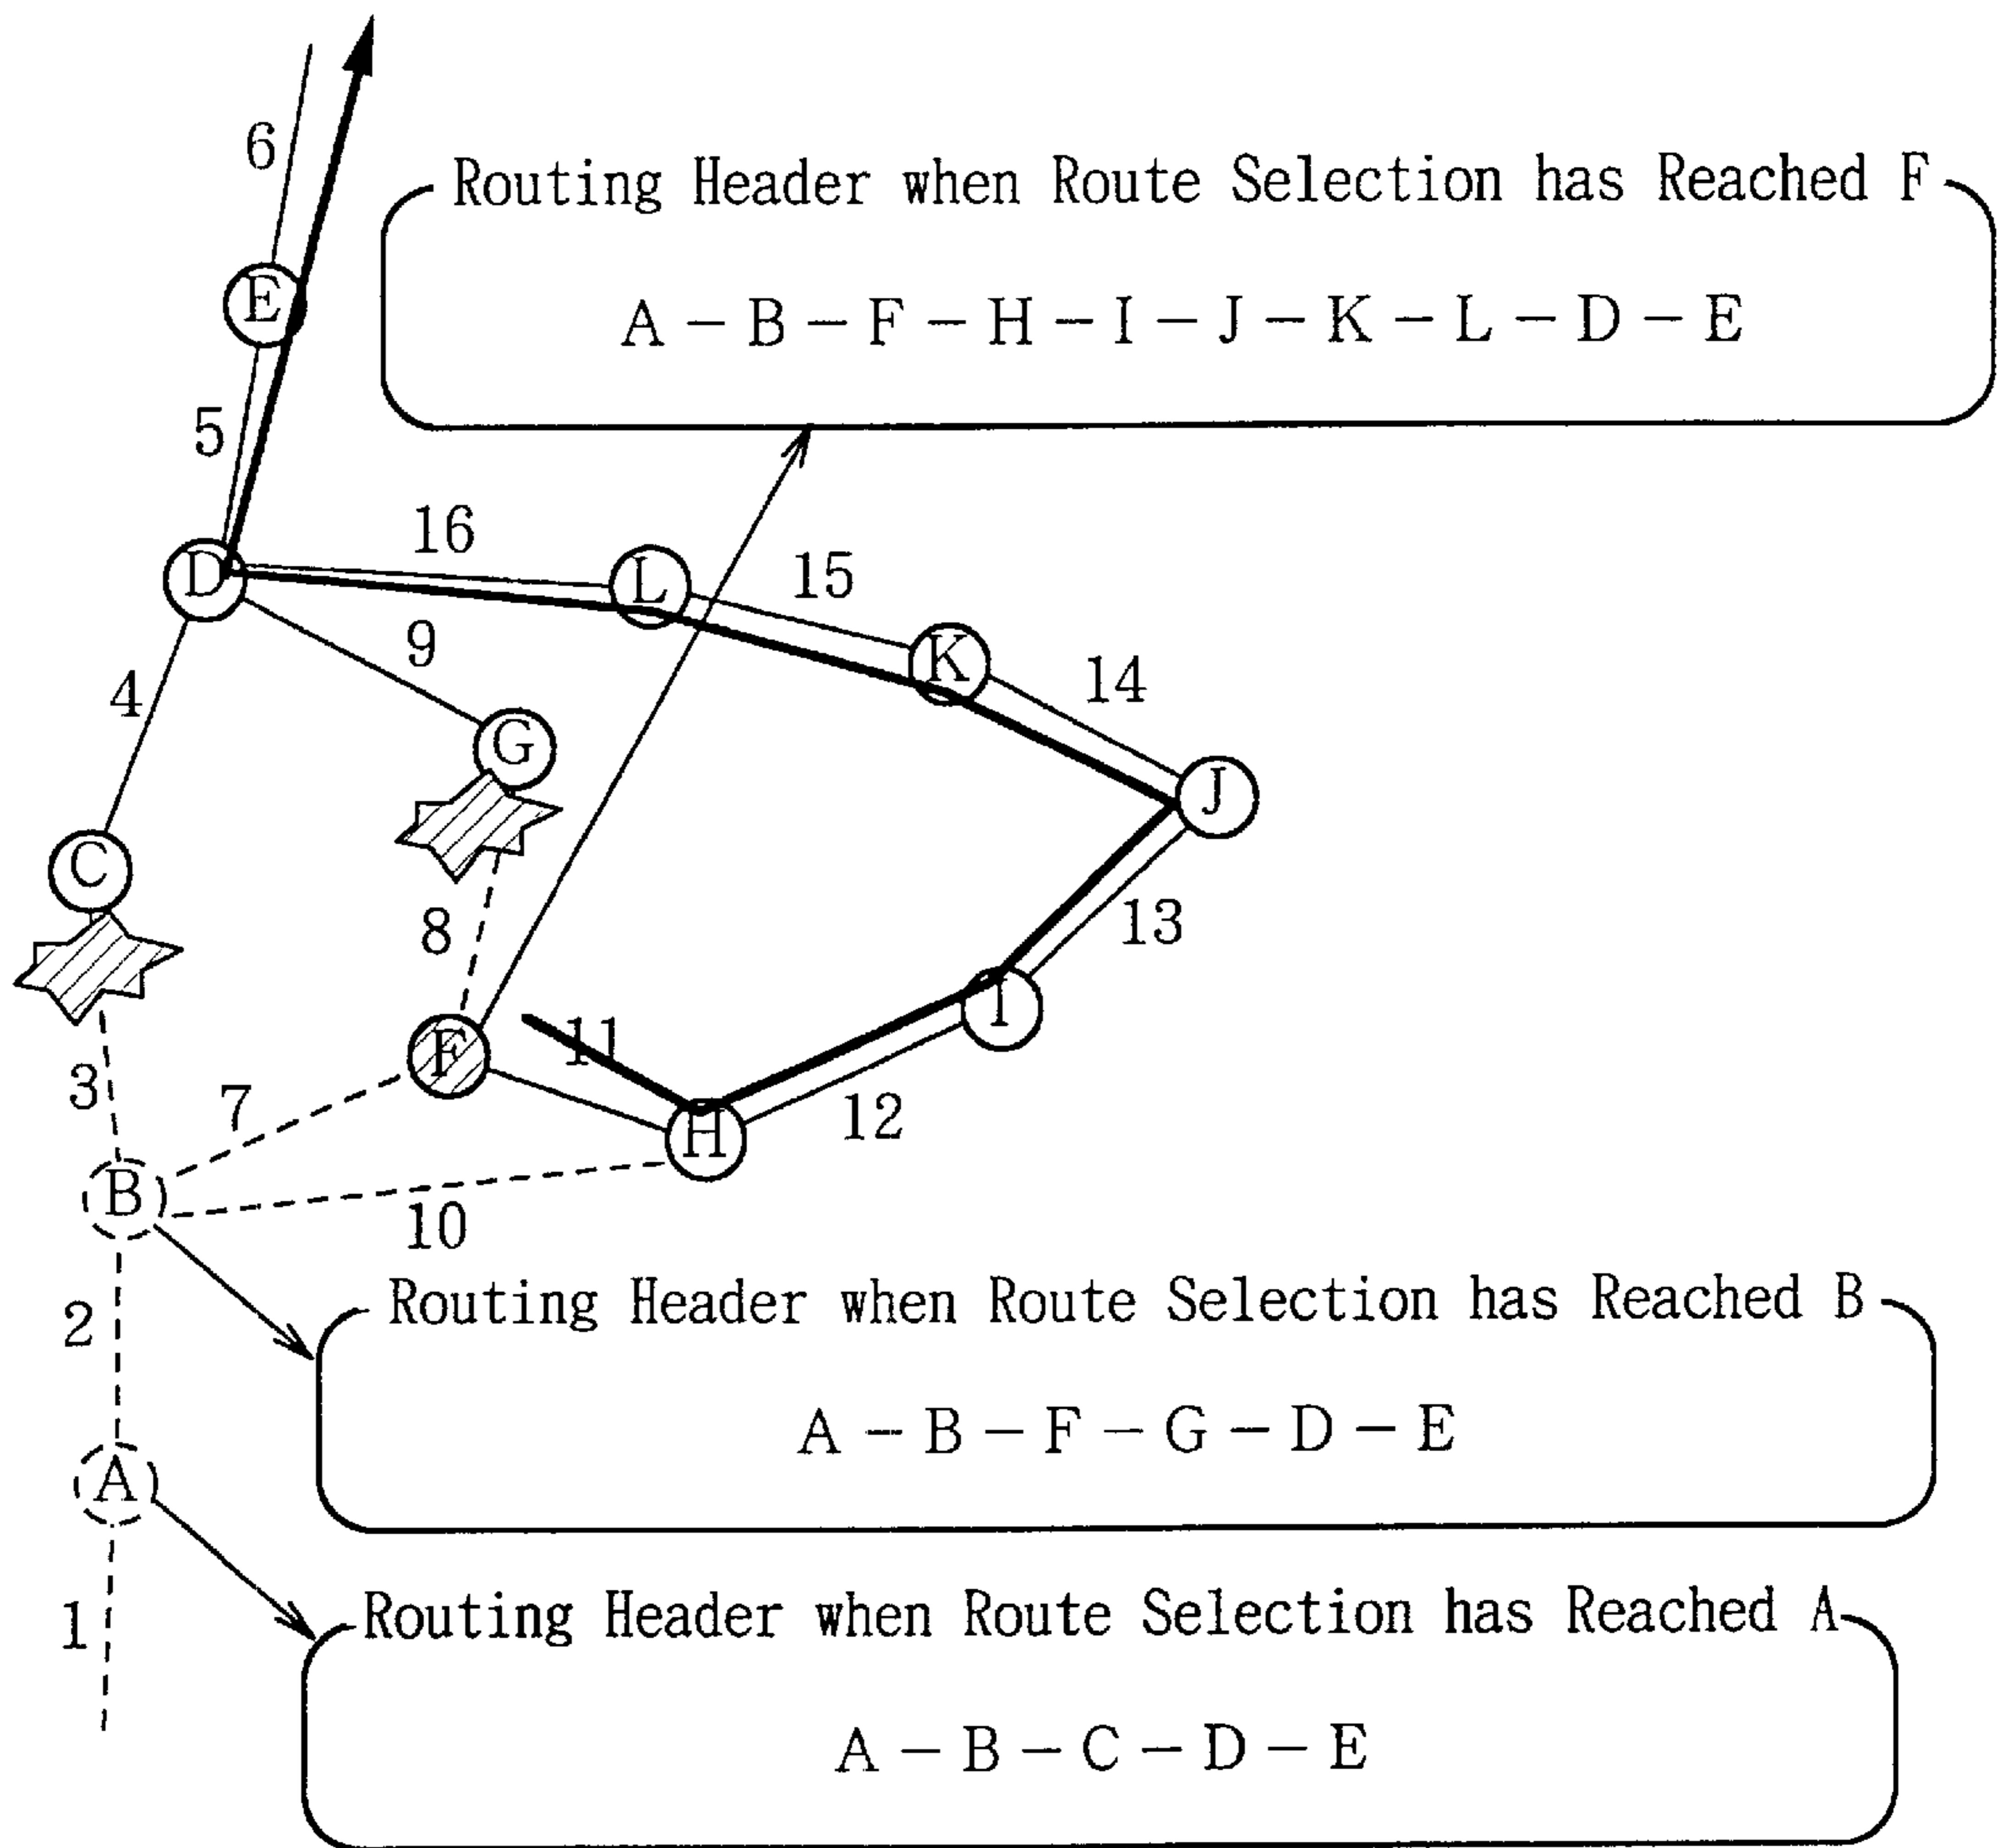 6
Routing Header when Route Selection has Reached F
A – B – F – H – I – J – K – L – D – E
E
5
16
D
L
15
9
K
14
4
G
J
C
8
13
F
11
I
3
7
12
H
B
10
2
Routing Header when Route Selection has Reached B
A – B – F – G – D – E
A
1
Routing Header when Route Selection has Reached A
A – B – C – D – E